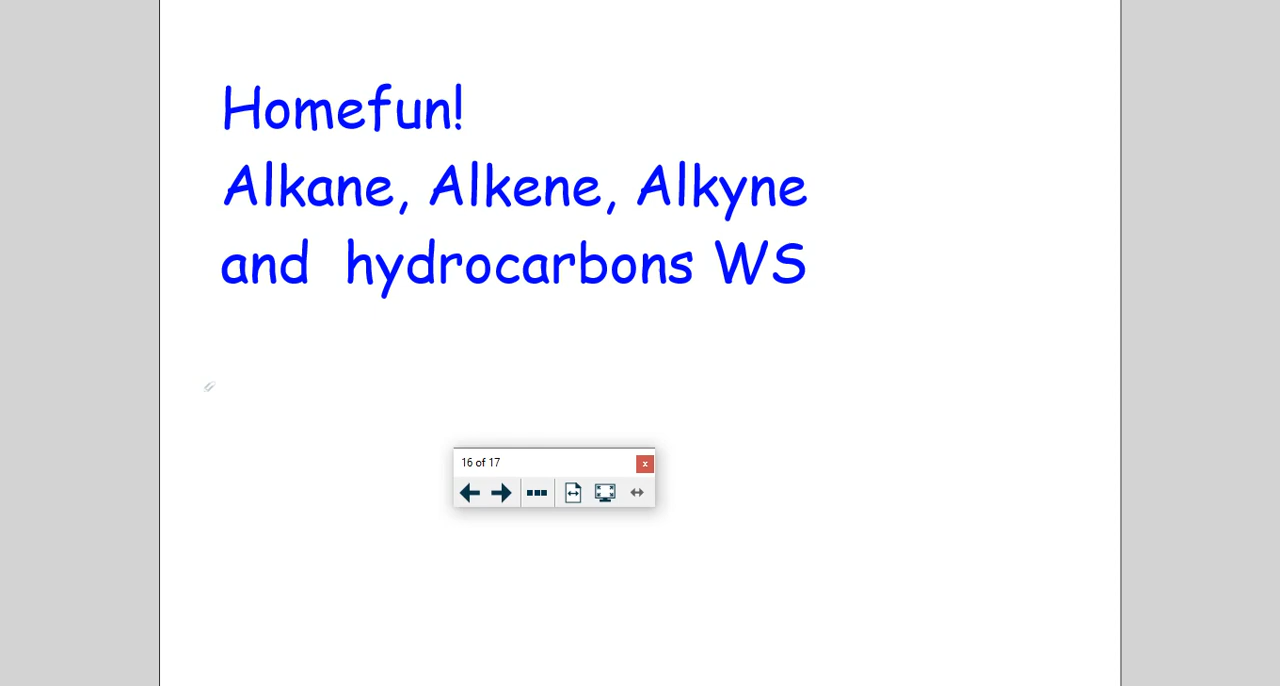 Homefun!
Alkane, Alkene, Alkyne
and hydrocarbons WS
16 of 17
x